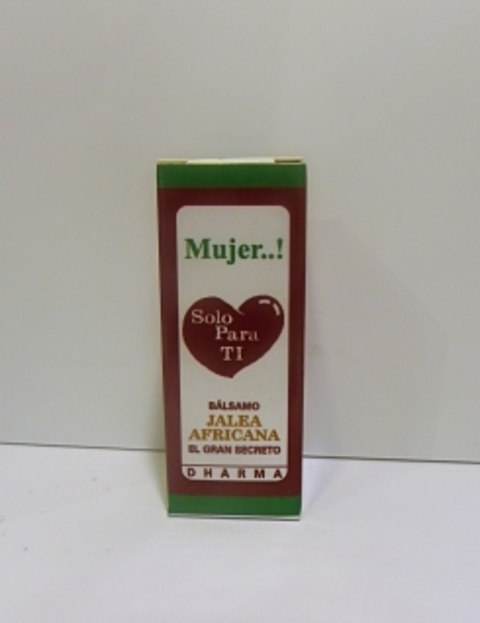 Mujer..!
Solo
Para
TI
BÁLSAMO
JALEA
AFRICANA
EL GRAN SECRETO
DHARMA